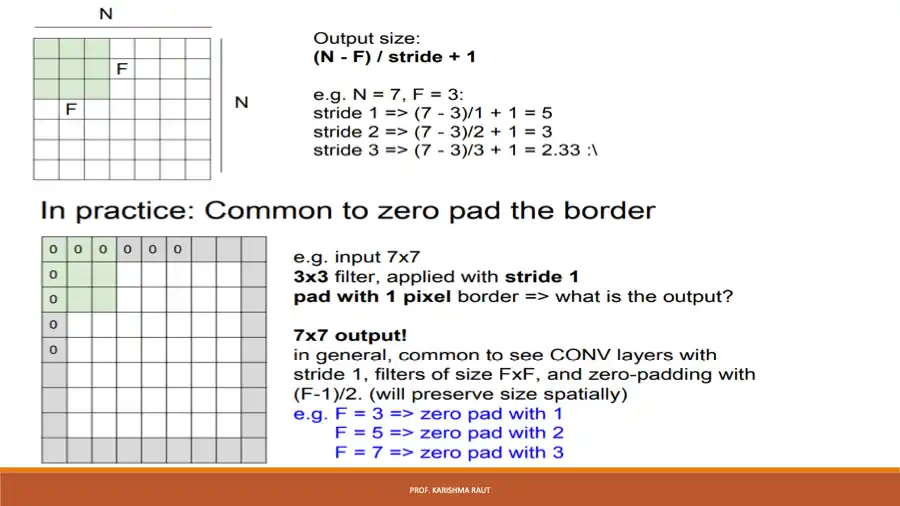 N
F
F
N
Output size:
(N - F) / stride + 1
e.g. N = 7, F = 3:
stride 1 => (7 - 3)/1 + 1 = 5
stride 2 => (7 - 3)/2 + 1 = 3
stride 3 => (7 - 3)/3 + 1 = 2.33 :\
In practice: Common to zero pad the border
0 0 0 0 0 0
0
0
0
0
e.g. input 7x7
3x3 filter, applied with stride 1
pad with 1 pixel border => what is the output?
7x7 output!
in general, common to see CONV layers with
stride 1, filters of size FxF, and zero-padding with
(F-1)/2. (will preserve size spatially)
e.g. F = 3 => zero pad with 1
F = 5 => zero pad with 2
F = 7 => zero pad with 3
PROF. KARISHMA RAUT